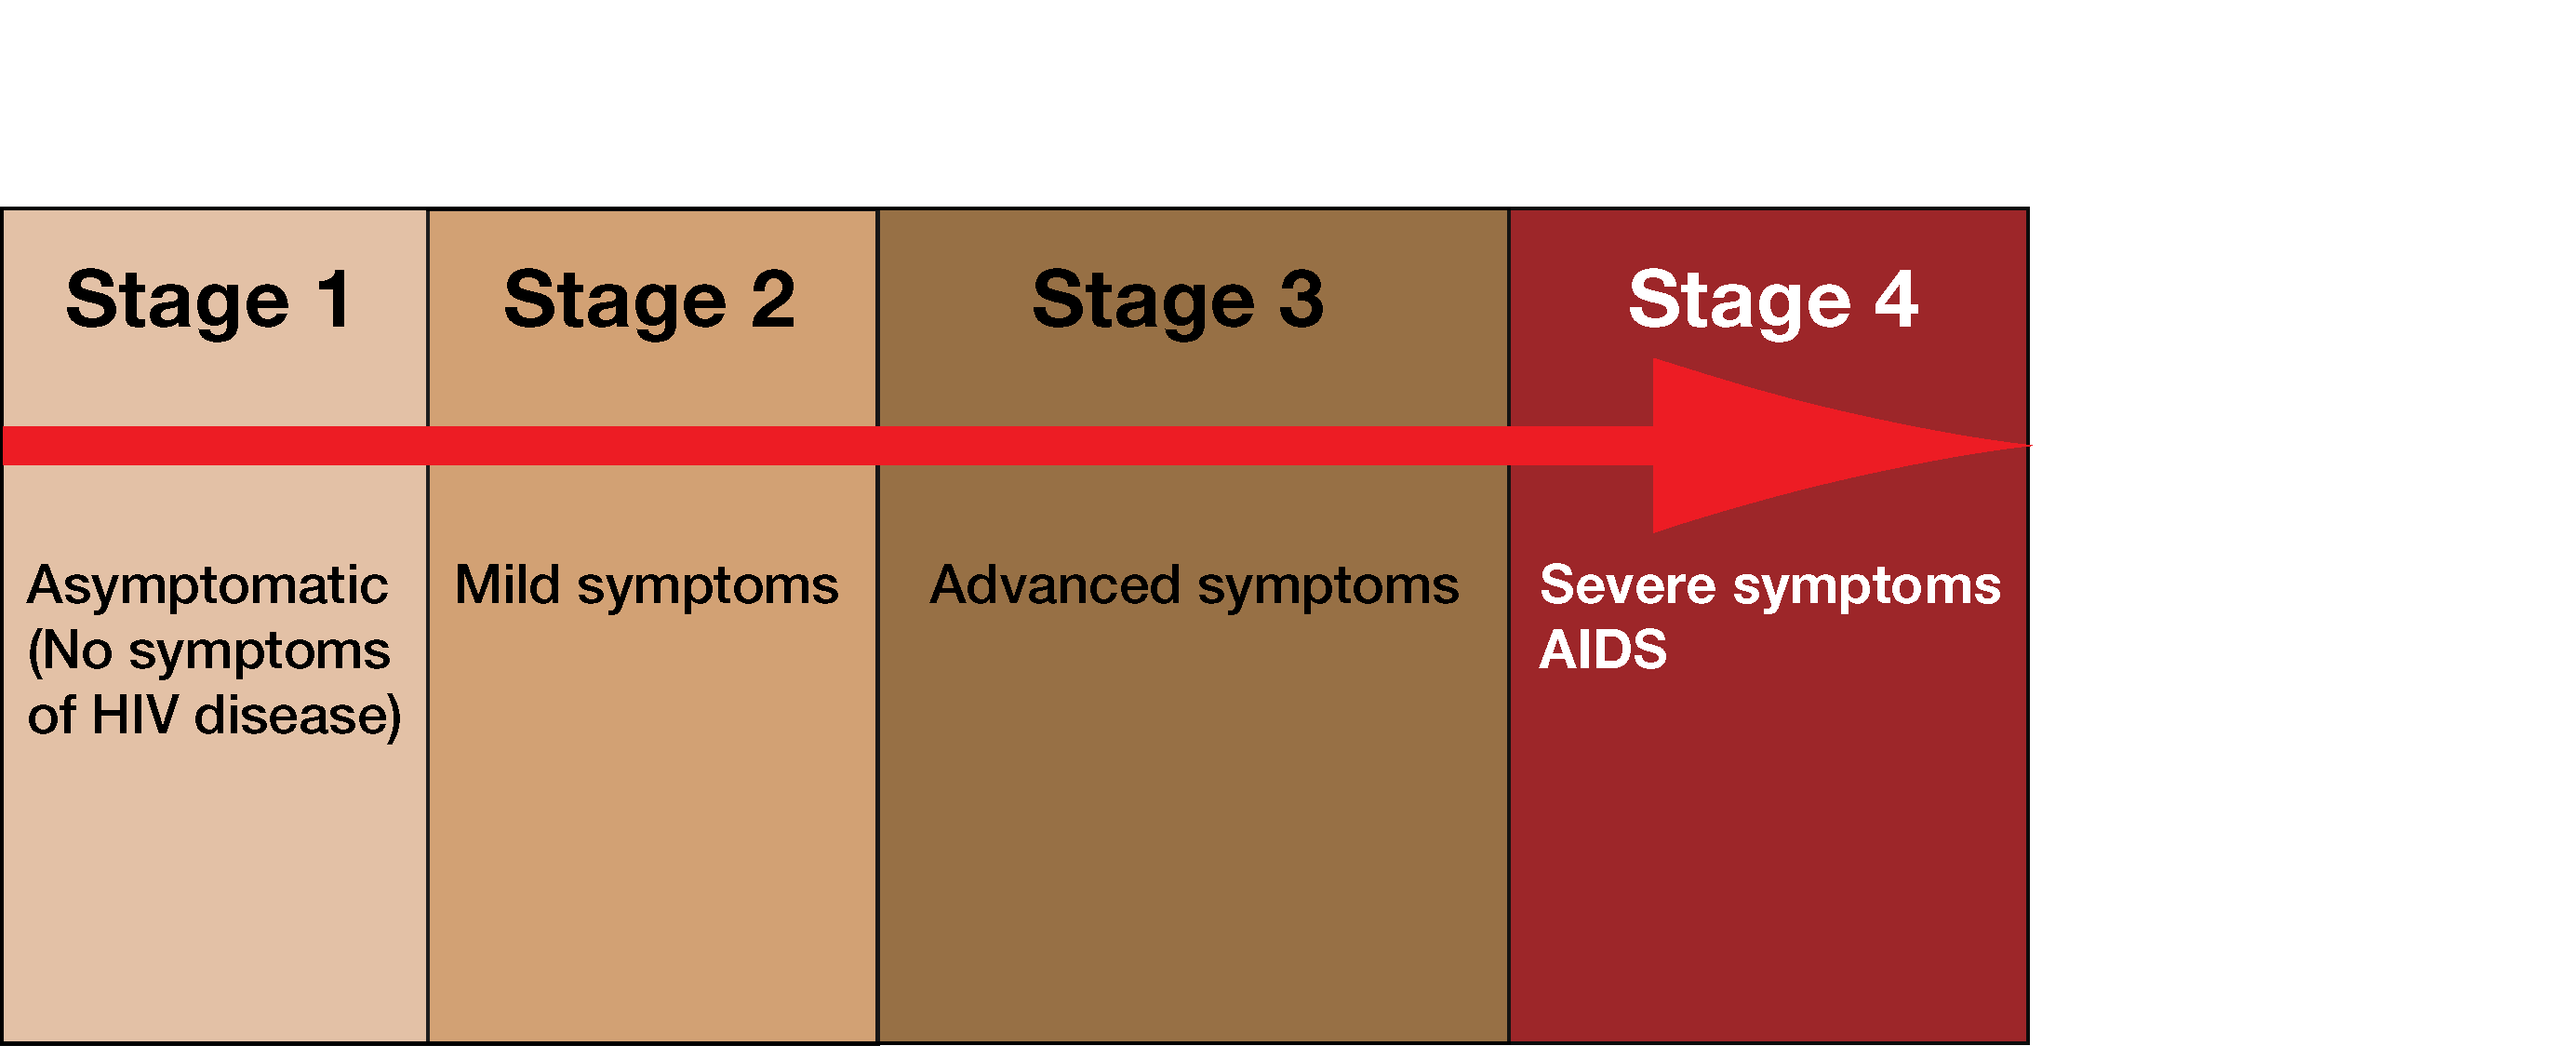 Stage 1
Stage 2
Stage 3
Stage 4
Asymptomatic
(No symptoms
of HIV disease)
Mild symptoms
Advanced symptoms
Severe symptoms
AIDS